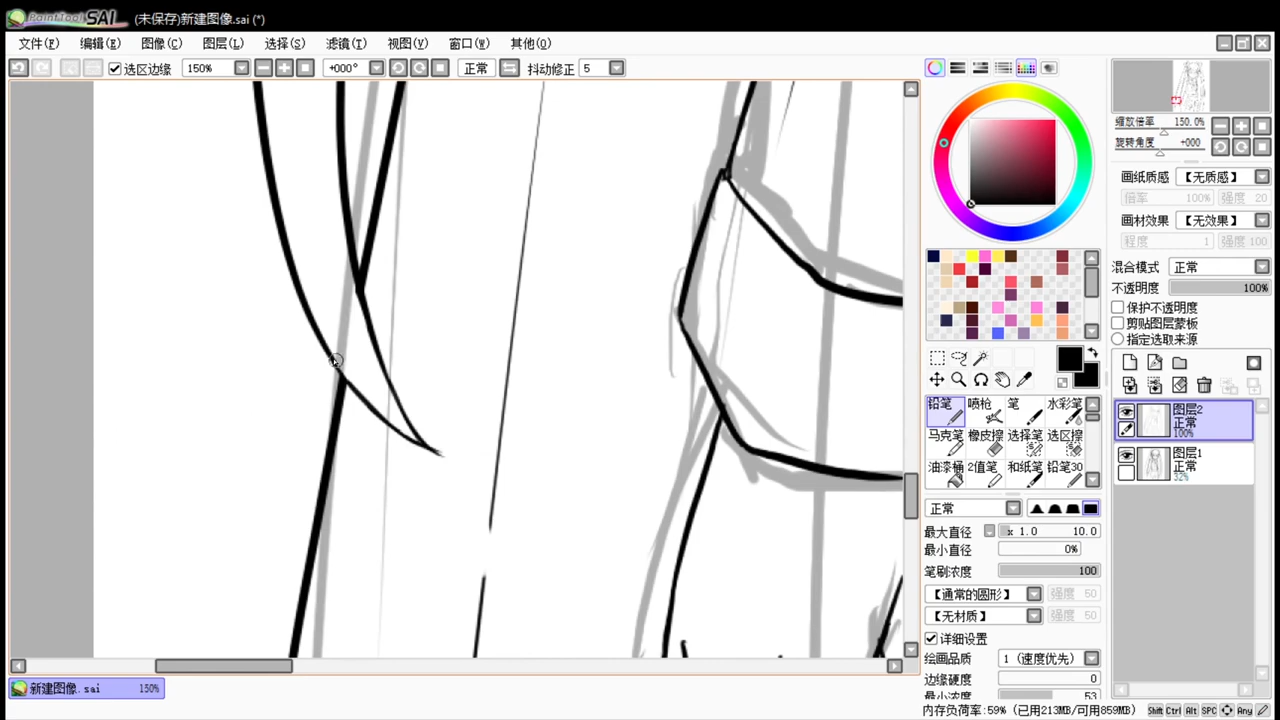 PaintTool SAI (未保存)新建图像.sai (*)
文件(F) 编辑(E) 图像(C) 图层(L) 选择(S) 滤镜(T) 视图(V) 窗口(W) 其他(O)
选区边缘 150% +000° 正常 抖动修正 5
缩放倍率 150.0%
旋转角度 +000
画纸质感 【无质感】
倍率 100% 强度 20
画材效果 【无效果】
程度 1 强度 100
混合模式 正常
不透明度 100%
保护不透明度
剪贴图层蒙板
指定选取来源
图层2
正常
100%
图层1
正常
32%
铅笔 喷枪 笔 水彩笔
马克笔 橡皮擦 选择笔 选区擦
油漆桶 2值笔 和纸笔 铅笔30
正常
最大直径 x 1.0 10.0
最小直径 0%
笔刷浓度 100
【通常的圆形】 强度 50
【无材质】 强度 50
详细设置
绘画品质 1 (速度优先)
边缘硬度 0
最小浓度 53
新建图像.sai 150%
内存负荷率:59% (已用213MB/可用859MB) Shift Ctrl Alt SPC Any